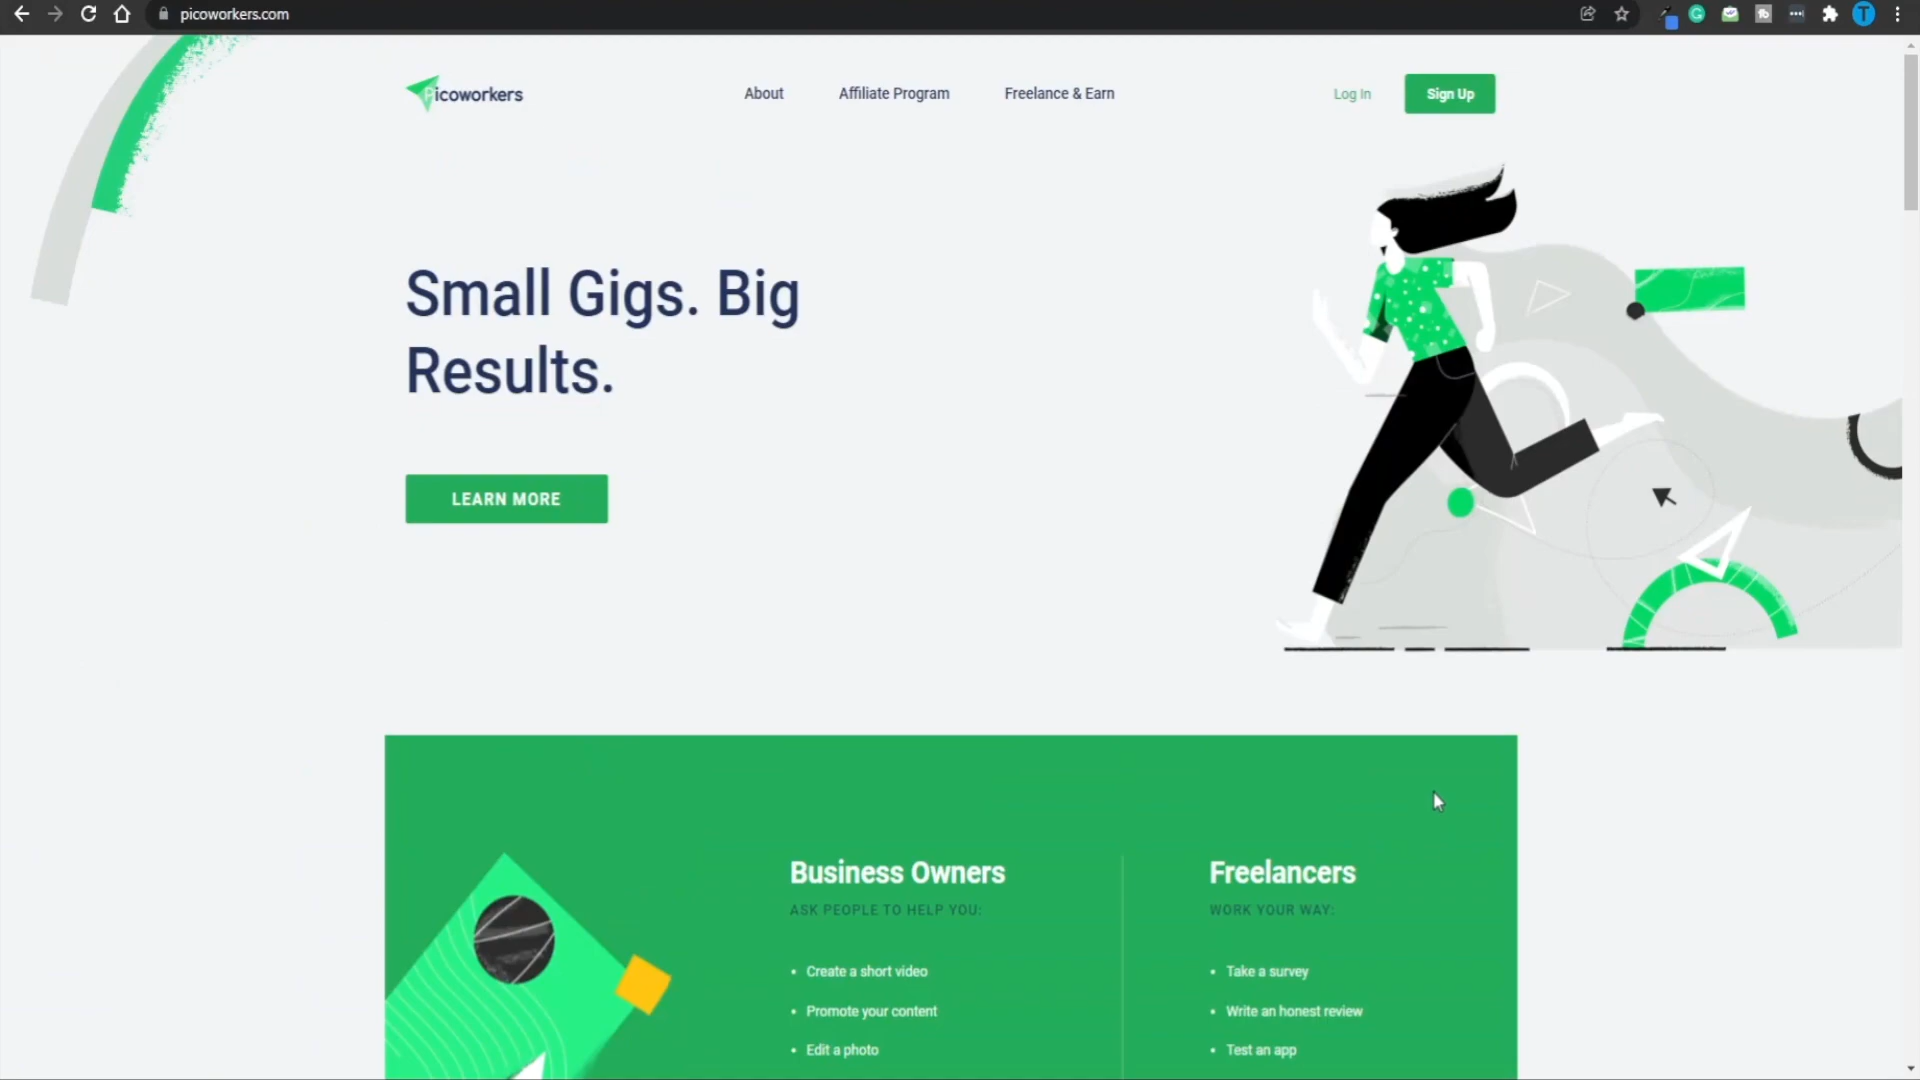 picoworkers.com
Picoworkers
About
Affiliate Program
Freelance & Earn
Log In
Sign Up
Small Gigs. Big
Results.
LEARN MORE
Business Owners
ASK PEOPLE TO HELP YOU:
• Create a short video
• Promote your content
• Edit a photo
Freelancers
WORK YOUR WAY:
• Take a survey
• Write an honest review
• Test an app
T